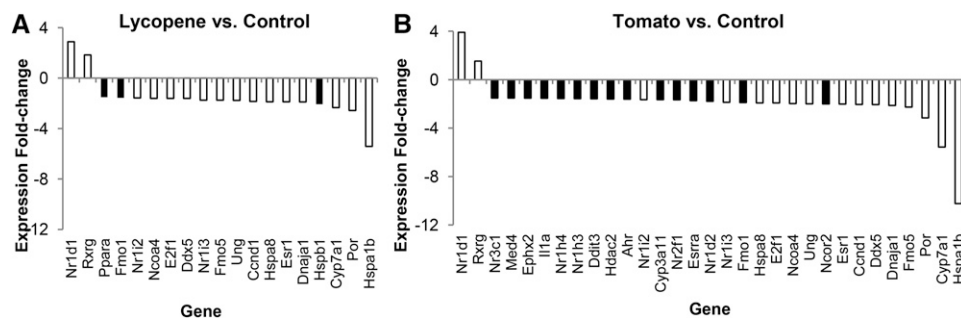 A
Lycopene vs. Control
Expression Fold-change
4
0
-4
-8
-12
Nr1d1
Rxrg
Ppara
Fmo1
Nr1i2
Ncoa4
E2f1
Ddx5
Nr1i3
Fmo5
Ung
Ccnd1
Hspa8
Esr1
Dnaja1
Hspb1
Cyp7a1
Por
Hspa1b
Gene
B
Tomato vs. Control
Expression Fold-change
4
0
-4
-8
-12
Nr1d1
Rxrg
Nr3c1
Med4
Ephx2
Il1a
Nr1h4
Nr1h3
Ddit3
Hdac2
Ahr
Nr1i2
Cyp3a11
Nr2f1
Esrra
Nr1d2
Nr1i3
Fmo1
Hspa8
E2f1
Ncoa4
Ung
Ncor2
Esr1
Ccnd1
Ddx5
Dnaja1
Fmo5
Por
Cyp7a1
Hspa1b
Gene